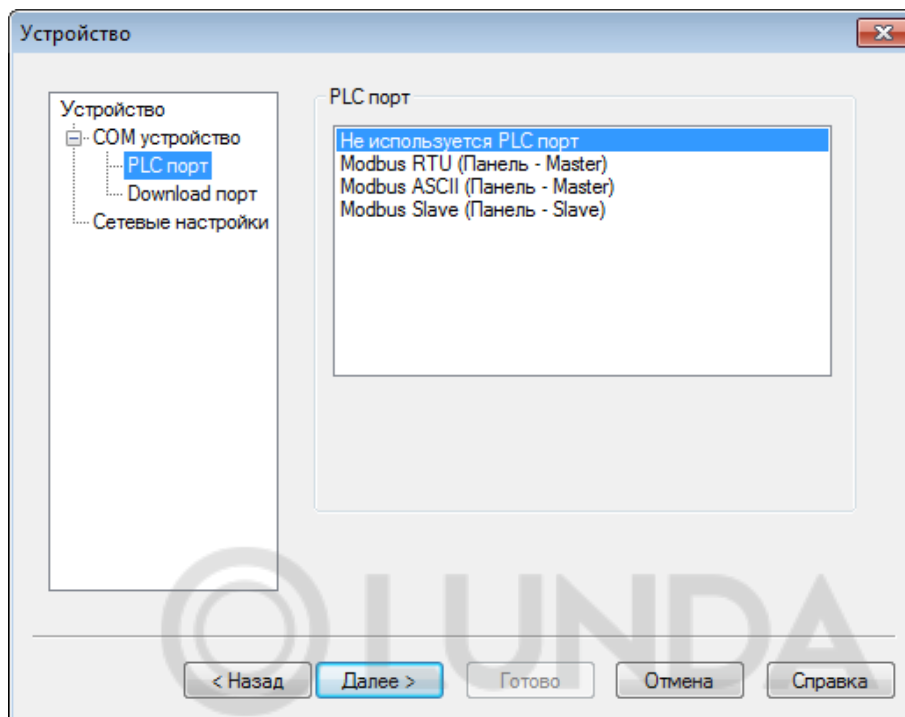 Устройство
Устройство
COM устройство
PLC порт
Download порт
Сетевые настройки
PLC порт
Не используется PLC порт
Modbus RTU (Панель - Master)
Modbus ASCII (Панель - Master)
Modbus Slave (Панель - Slave)
LUNDA
< Назад
Далее >
Готово
Отмена
Справка